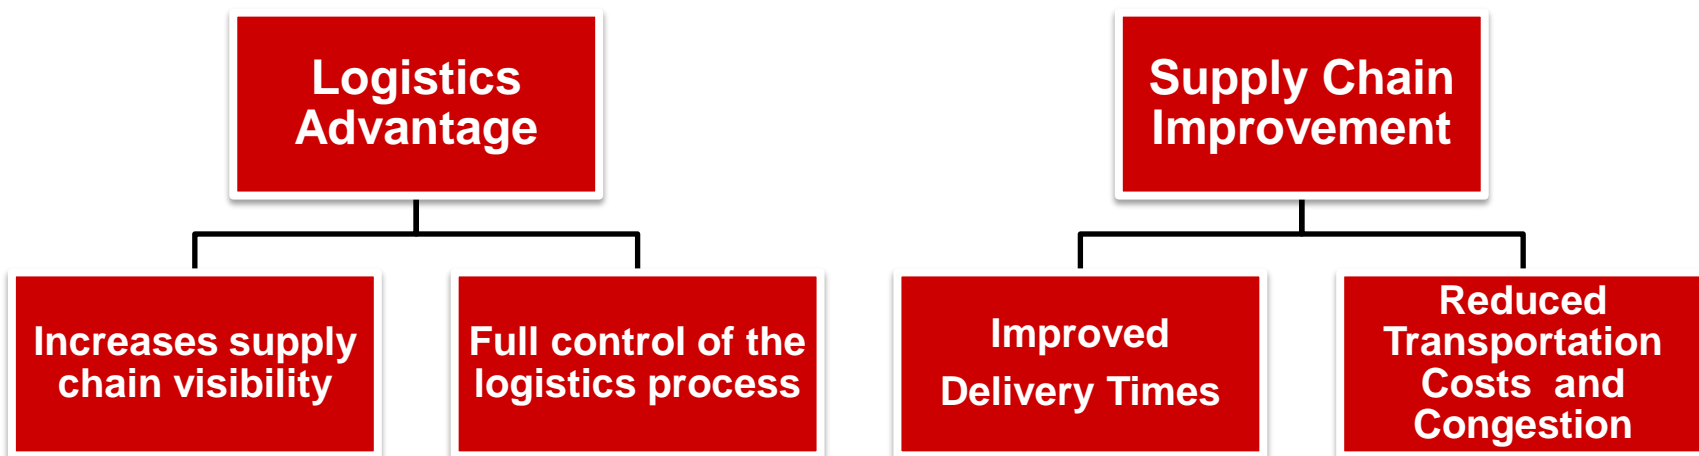 Logistics
Advantage
Supply Chain
Improvement
Increases supply
chain visibility
Full control of the
logistics process
Improved
Delivery Times
Reduced
Transportation
Costs  and
Congestion